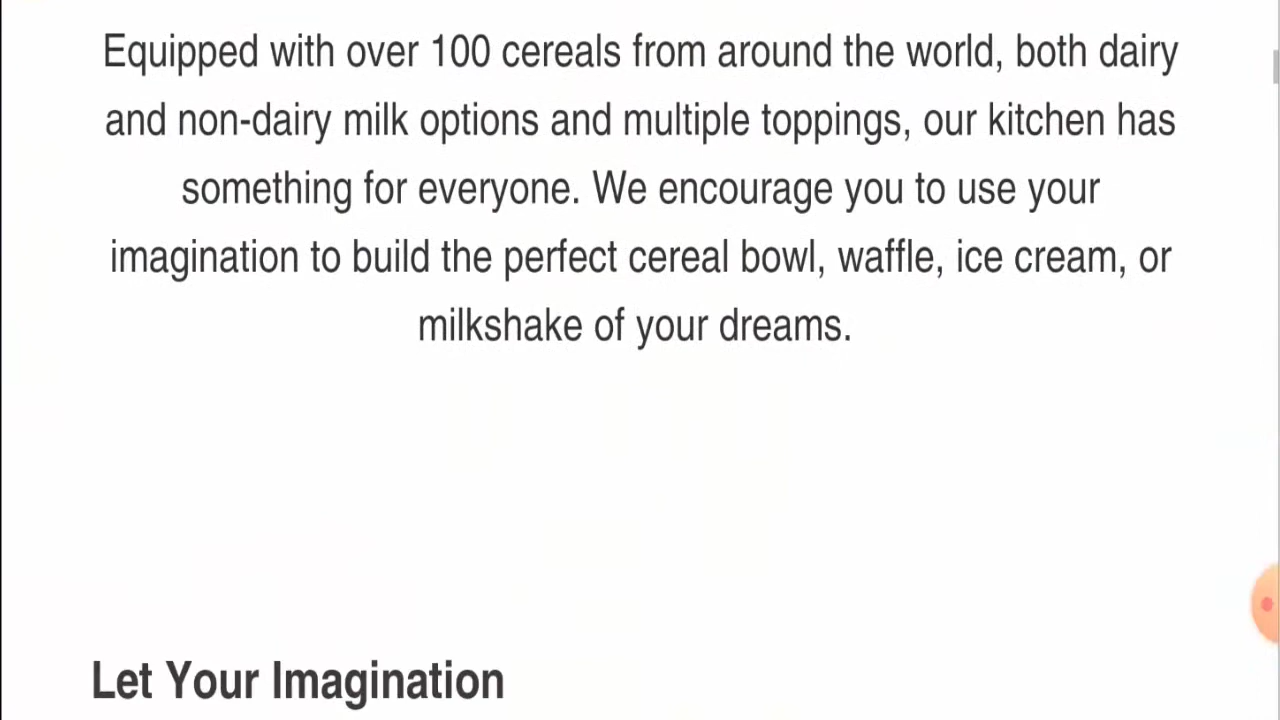 Equipped with over 100 cereals from around the world, both dairy
and non-dairy milk options and multiple toppings, our kitchen has
something for everyone. We encourage you to use your
imagination to build the perfect cereal bowl, waffle, ice cream, or
milkshake of your dreams.
Let Your Imagination